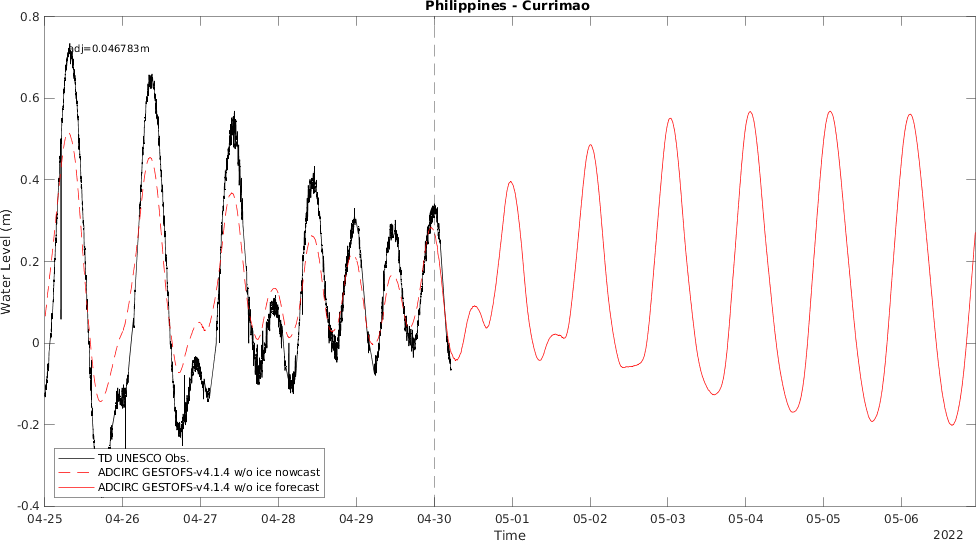 Philippines - Currimao
adj=0.046783m
Water Level (m)
0.8
0.6
0.4
0.2
0
-0.2
-0.4
TD UNESCO Obs.
ADCIRC GESTOFS-v4.1.4 w/o ice nowcast
ADCIRC GESTOFS-v4.1.4 w/o ice forecast
04-25 04-26 04-27 04-28 04-29 04-30 05-01 05-02 05-03 05-04 05-05 05-06
Time
2022